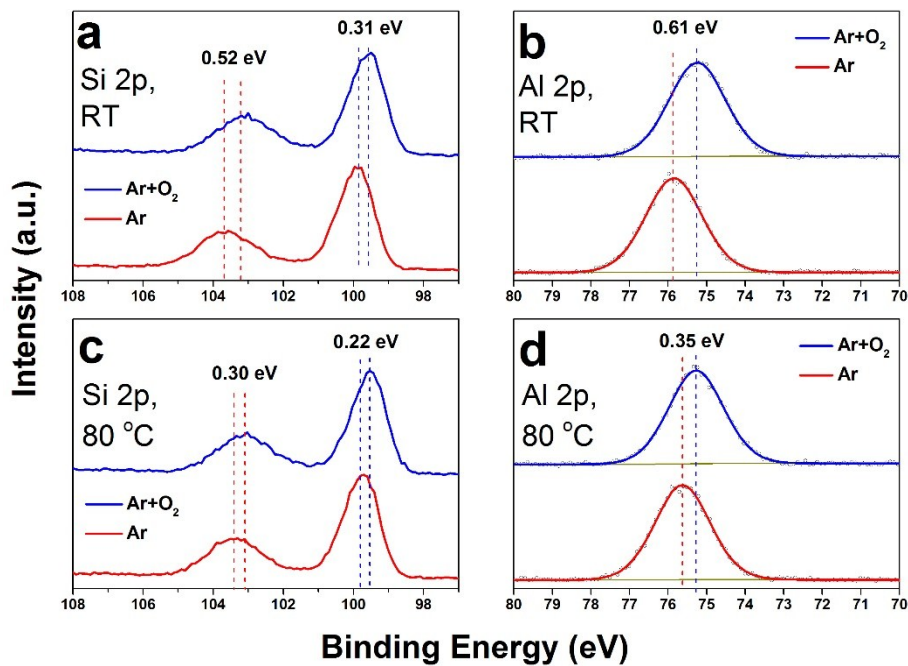 Intensity (a.u.)
a
Si 2p,
RT
0.52 eV
0.31 eV
Ar+O₂
Ar
108 106 104 102 100 98
b
Al 2p,
RT
0.61 eV
Ar+O₂
Ar
80 79 78 77 76 75 74 73 72 71 70
c
Si 2p,
80 °C
0.30 eV
0.22 eV
Ar+O₂
Ar
108 106 104 102 100 98
d
Al 2p,
80 °C
0.35 eV
Ar+O₂
Ar
80 79 78 77 76 75 74 73 72 71 70
Binding Energy (eV)